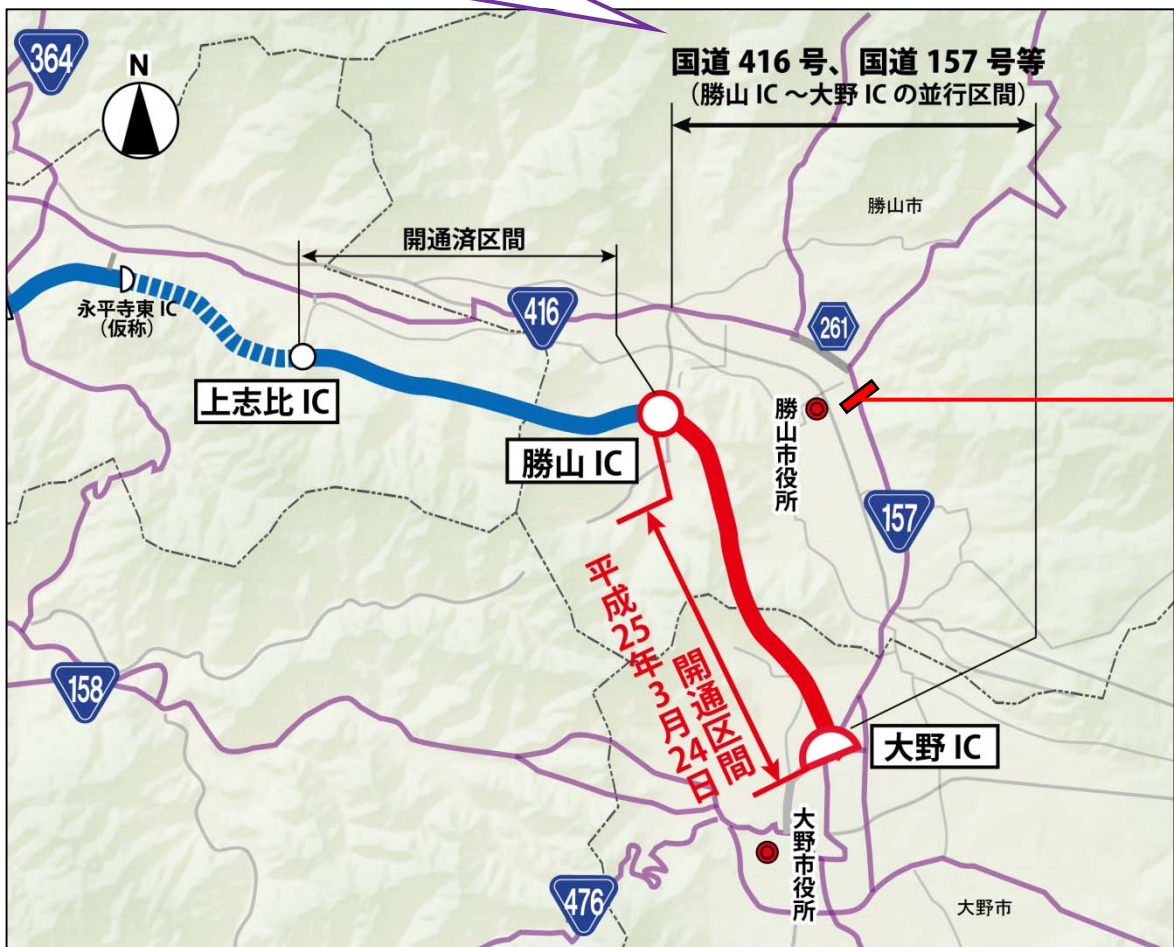 364
N
国道 416 号、国道 157 号等
（勝山 IC ～大野 IC の並行区間）
勝山市
開通済区間
永平寺東 IC
（仮称）
416
261
上志比 IC
勝山 IC
勝山市役所
157
平成25年3月24日
開通区間
158
大野 IC
大野市役所
476
大野市